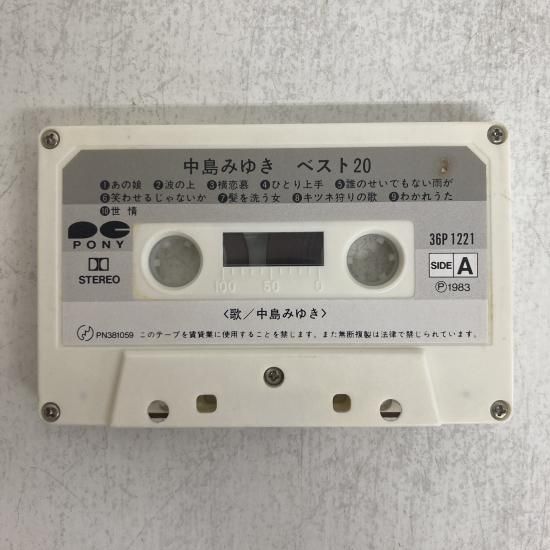 中島みゆき ベスト20
❶あの娘 ❷波の上 ❸横恋慕 ❹ひとり上手 ❺誰のせいでもない雨が
❻笑わせるじゃないか ❼髪を洗う女 ❽キツネ狩りの歌 ❾わかれうた
❿世情
PONY
36P1221
DC STEREO
SIDE A
100 50 0
Ⓟ1983
〈歌/中島みゆき〉
PN381059 このテープを賃貸業に使用することを禁じます。また無断複製は法律で禁じられています。